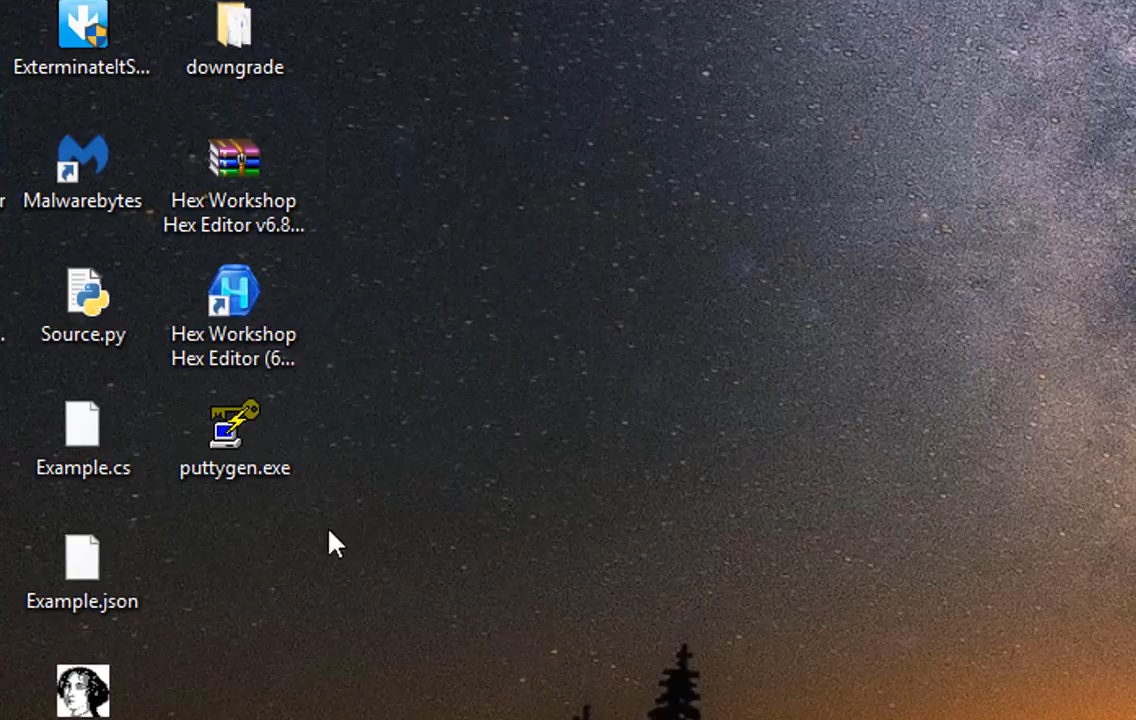 ExterminateItS...
downgrade
r
Malwarebytes
Hex Workshop
Hex Editor v6.8...
.
Source.py
Hex Workshop
Hex Editor (6...
Example.cs
puttygen.exe
Example.json